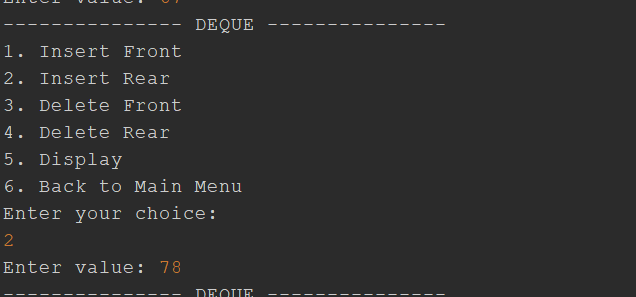 Enter value: 67
--------------- DEQUE ---------------
1. Insert Front
2. Insert Rear
3. Delete Front
4. Delete Rear
5. Display
6. Back to Main Menu
Enter your choice:
2
Enter value: 78
--------------- DEQUE ---------------